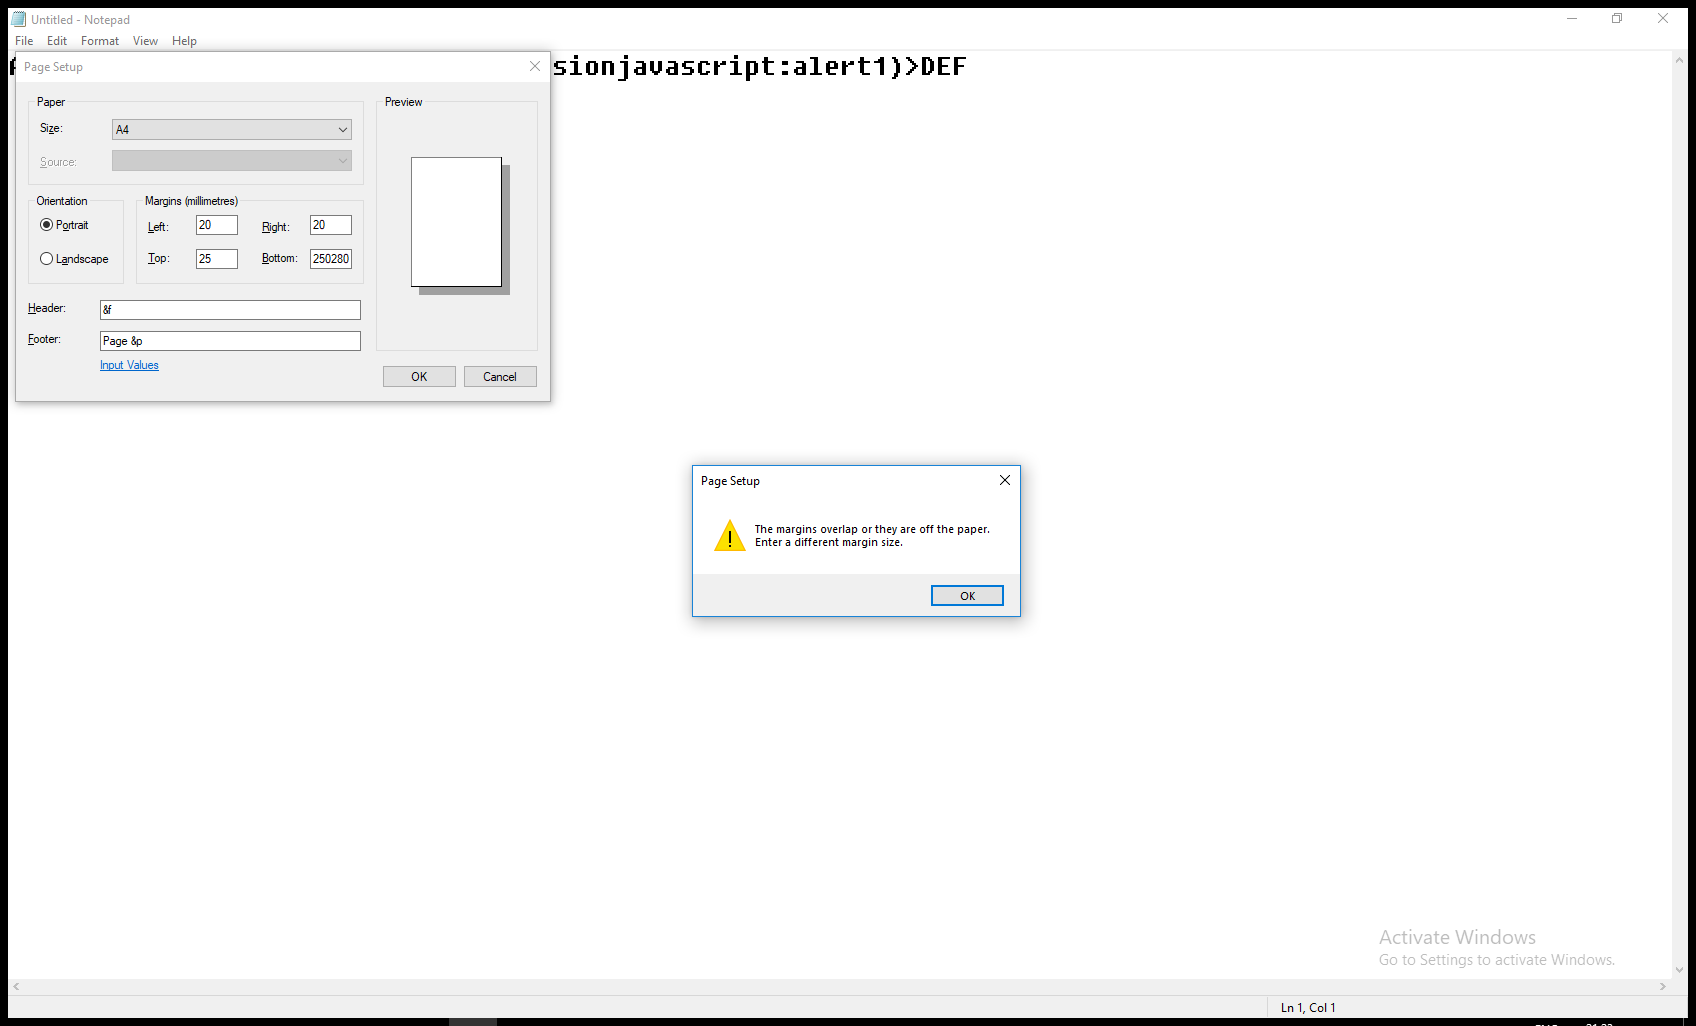 Untitled - Notepad
File Edit Format View Help
sionjavascript:alert1)>DEF
Page Setup
Paper
Size: A4
Source:
Orientation
Portrait
Landscape
Margins (millimetres)
Left: 20 Right: 20
Top: 25 Bottom: 250280
Header: &f
Footer: Page &p
Input Values
Preview
OK Cancel
Page Setup
The margins overlap or they are off the paper.
Enter a different margin size.
OK
Activate Windows
Go to Settings to activate Windows.
Ln 1, Col 1